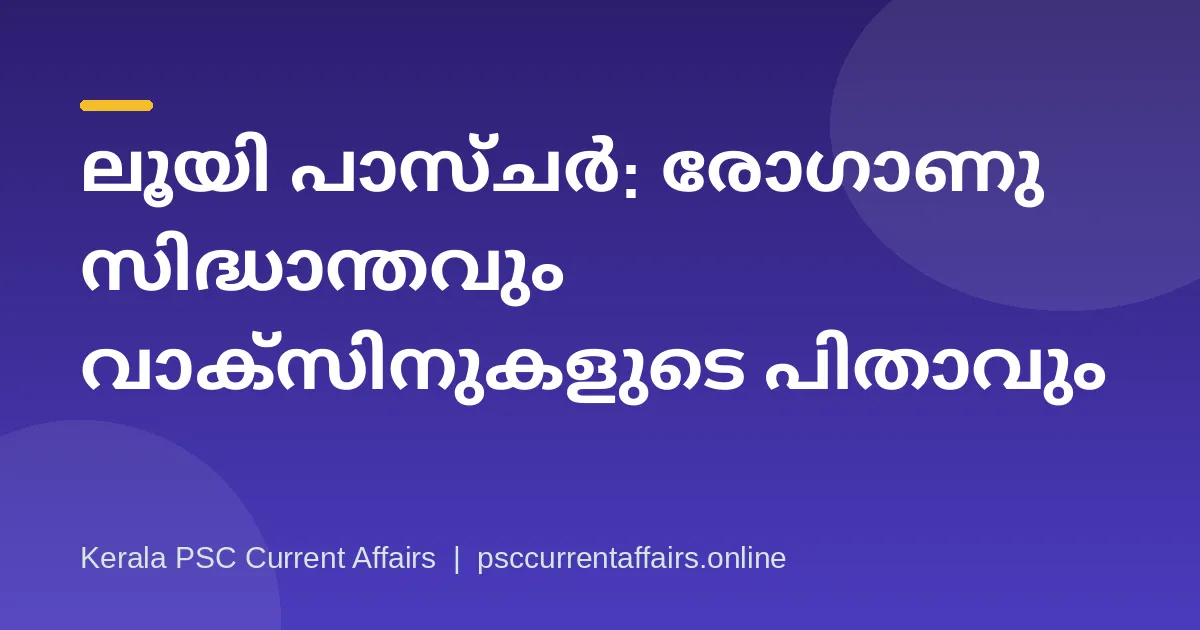 ലൂയി പാസ്ചർ: രോഗാണു
സിദ്ധാന്തവും
വാക്സിനുകളുടെ പിതാവും
Kerala PSC Current Affairs | psccurrentaffairs.online